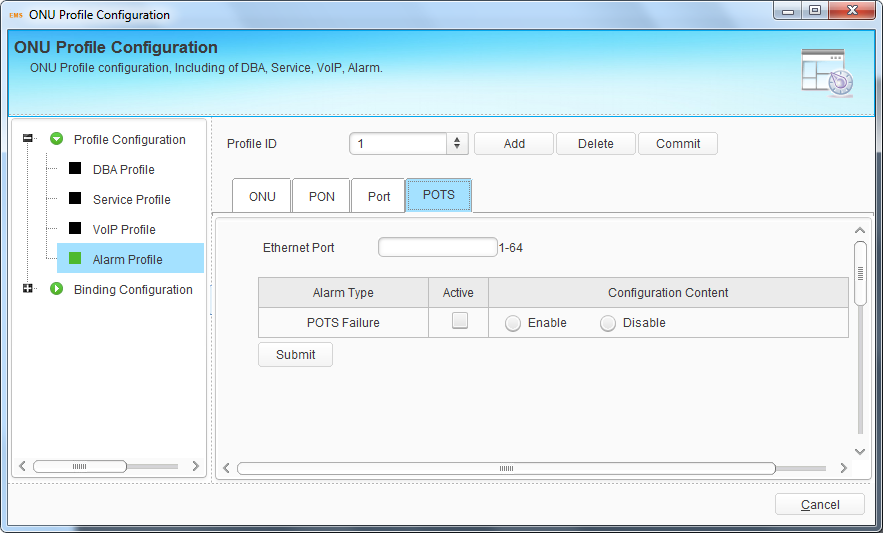 EMS ONU Profile Configuration
ONU Profile Configuration
ONU Profile configuration, Including of DBA, Service, VoIP, Alarm.
Profile Configuration
DBA Profile
Service Profile
VoIP Profile
Alarm Profile
Binding Configuration
Profile ID 1 Add Delete Commit
ONU PON Port POTS
Ethernet Port 1-64
Alarm Type Active Configuration Content
POTS Failure Enable Disable
Submit
Cancel